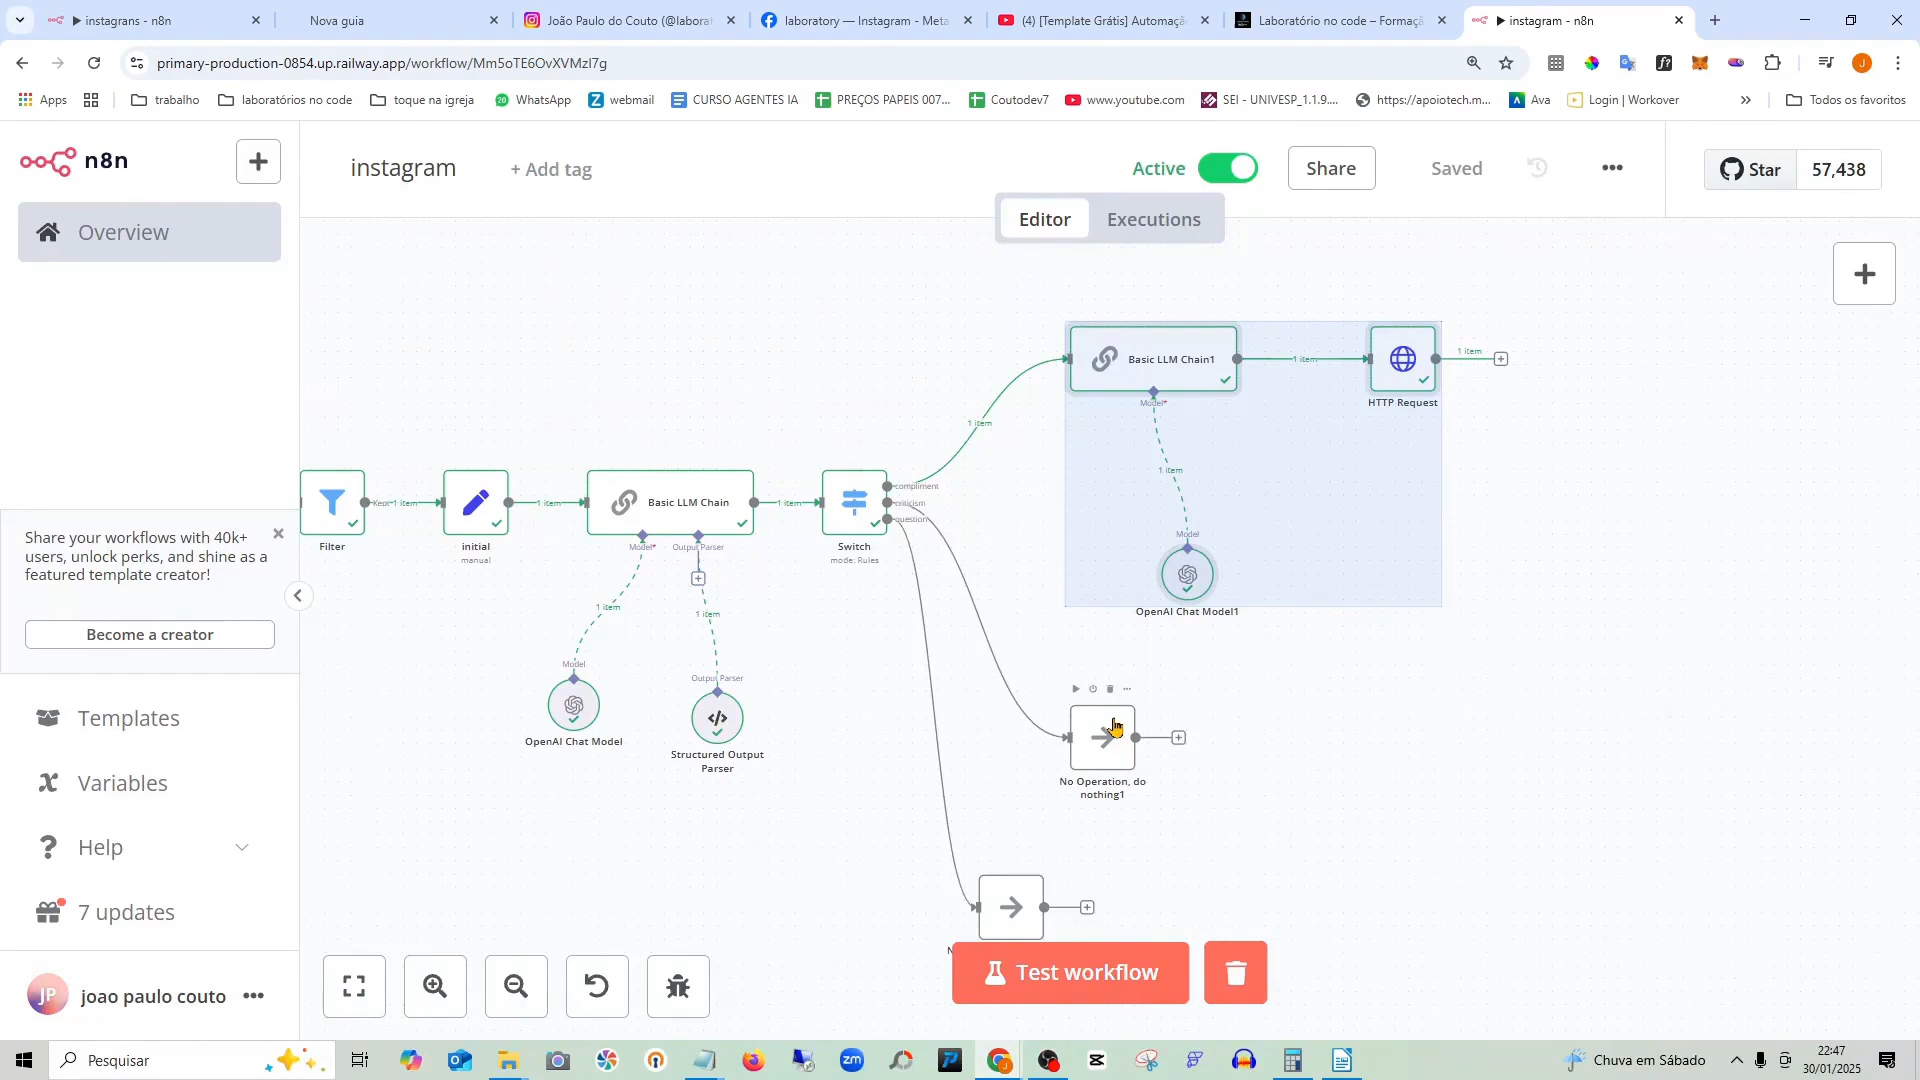 instagrans - n8n
Nova guia
João Paulo do Couto (@laborat
laboratory — Instagram - Meta
(4) [Template Grátis] Automaçã
Laboratório no code – Formaçã
instagram - n8n
primary-production-0854.up.railway.app/workflow/Mm5oTE6OvXVMzI7g
Apps
trabalho
laboratórios no code
toque na igreja
WhatsApp
webmail
CURSO AGENTES IA
PREÇOS PAPEIS 007...
Coutodev7
www.youtube.com
SEI - UNIVESP_1.1.9....
https://apoiotech.m...
Ava
Login | Workover
Todos os favoritos
n8n
instagram
+ Add tag
Active
Share
Saved
Star
57,438
Editor
Executions
Overview
Basic LLM Chain1
1 item
1 item
HTTP Request
Model*
1 item
1 item
Model
OpenAI Chat Model1
Kept
1 item
1 item
Basic LLM Chain
1 item
compliment
criticism
question
Filter
initial
manual
Model*
Output Parser
Switch
mode: Rules
1 item
1 item
Model
Output Parser
OpenAI Chat Model
Structured Output
Parser
No Operation, do
nothing1
Share your workflows with 40k+
users, unlock perks, and shine as a
featured template creator!
Become a creator
Templates
Variables
Help
7 updates
JP
joao paulo couto
Test workflow
Pesquisar
Chuva em Sábado
22:47
30/01/2025